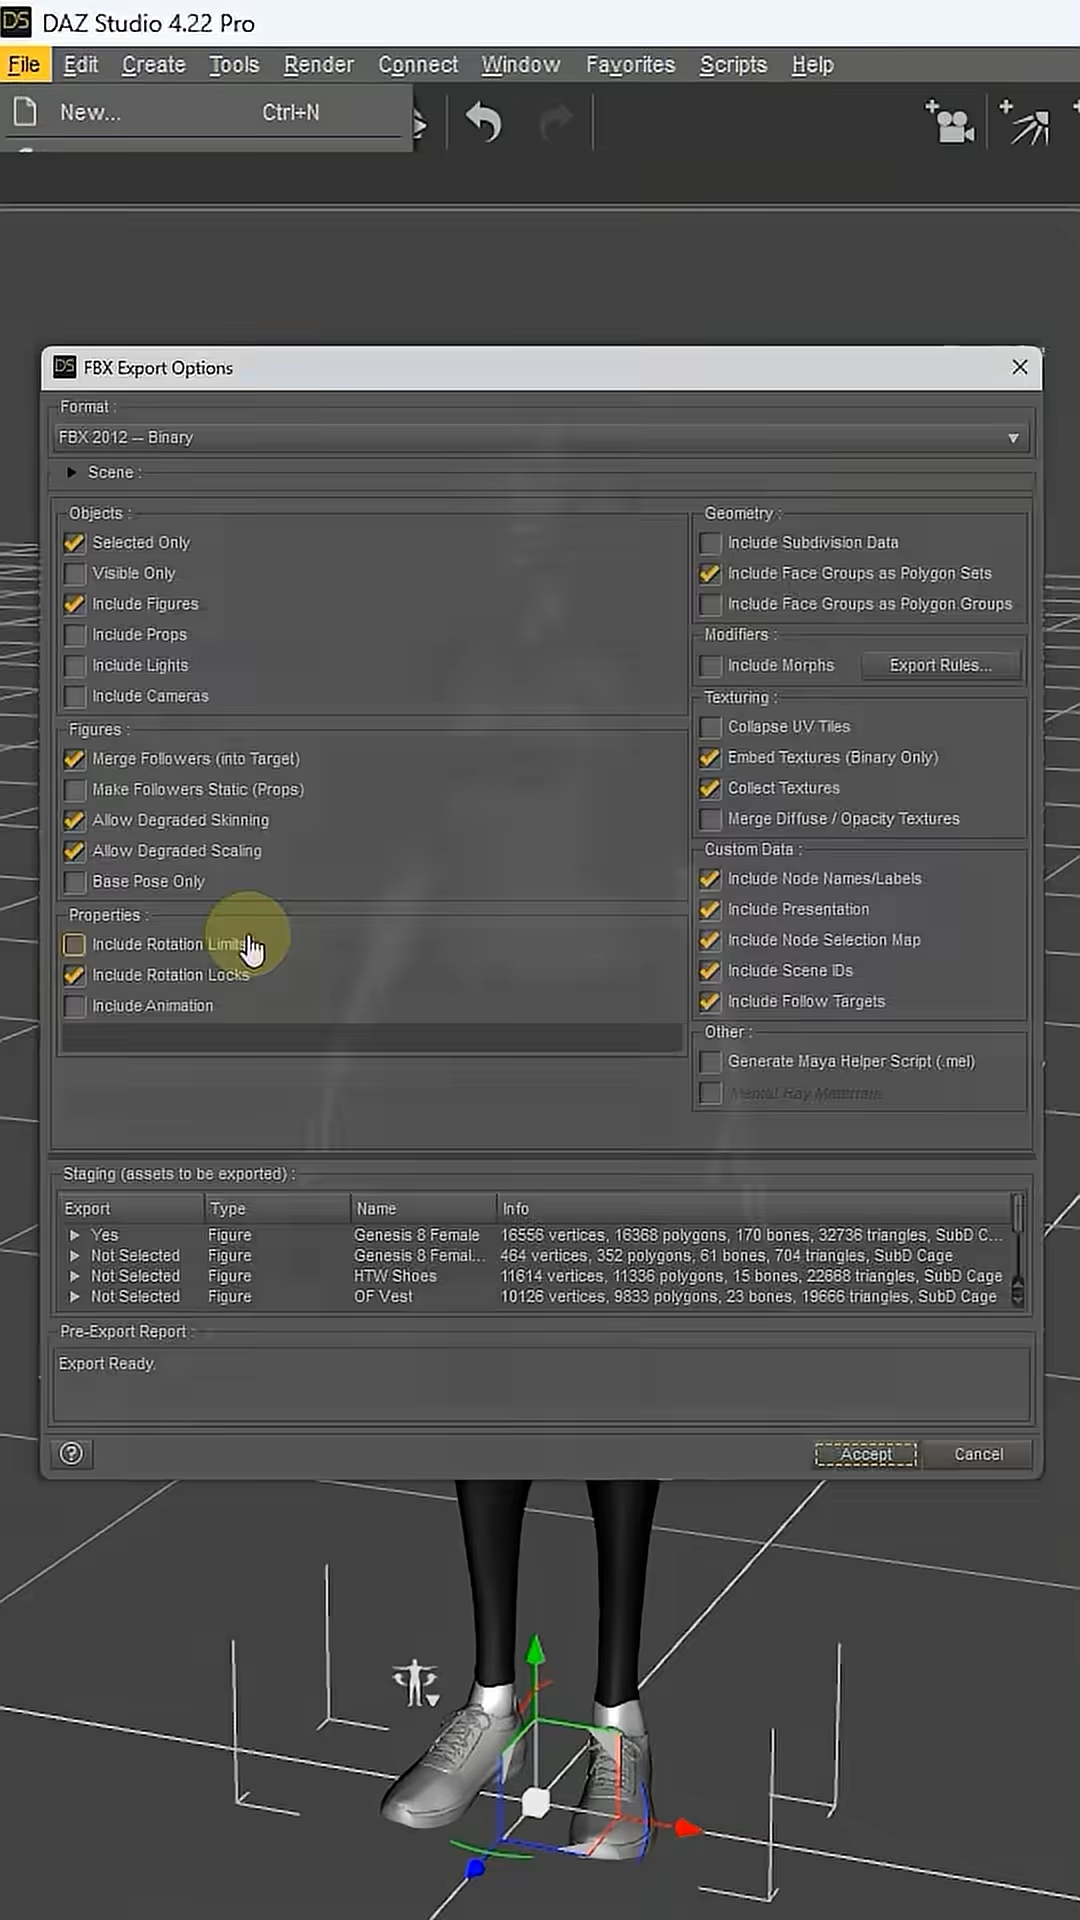 DS DAZ Studio 4.22 Pro
File Edit Create Tools Render Connect Window Favorites Scripts Help
New... Ctrl+N
DS FBX Export Options
Format :
FBX 2012 -- Binary
Scene :
Objects :
Selected Only
Visible Only
Include Figures
Include Props
Include Lights
Include Cameras
Figures :
Merge Followers (into Target)
Make Followers Static (Props)
Allow Degraded Skinning
Allow Degraded Scaling
Base Pose Only
Properties :
Include Rotation Limits
Include Rotation Locks
Include Animation
Geometry :
Include Subdivision Data
Include Face Groups as Polygon Sets
Include Face Groups as Polygon Groups
Modifiers :
Include Morphs Export Rules...
Texturing :
Collapse UV Tiles
Embed Textures (Binary Only)
Collect Textures
Merge Diffuse / Opacity Textures
Custom Data :
Include Node Names/Labels
Include Presentation
Include Node Selection Map
Include Scene IDs
Include Follow Targets
Other :
Generate Maya Helper Script (.mel)
Mental Ray Materials
Staging (assets to be exported) :
Export Type Name Info
Yes Figure Genesis 8 Female 16556 vertices, 16368 polygons, 170 bones, 32736 triangles, SubD C...
Not Selected Figure Genesis 8 Femal... 464 vertices, 352 polygons, 61 bones, 704 triangles, SubD Cage
Not Selected Figure HTW Shoes 11614 vertices, 11336 polygons, 15 bones, 22668 triangles, SubD Cage
Not Selected Figure OF Vest 10126 vertices, 9833 polygons, 23 bones, 19666 triangles, SubD Cage
Pre-Export Report :
Export Ready.
? Accept Cancel